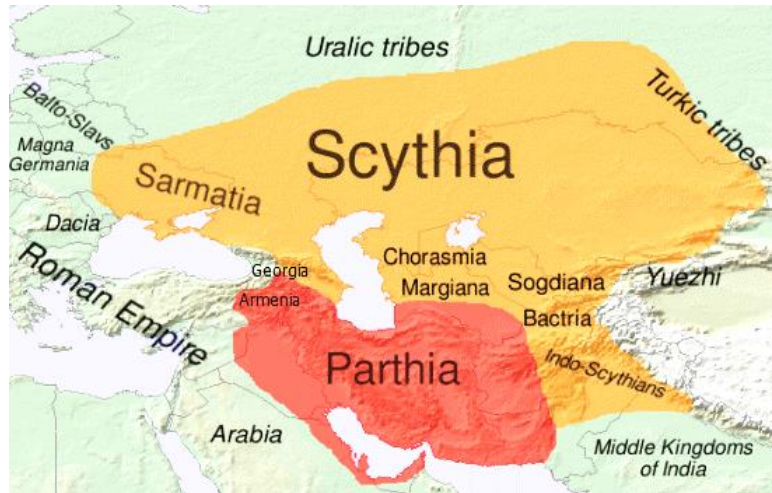 Uralic tribes
Turkic tribes
Balto-Slavs
Magna
Germania
Scythia
Sarmatia
Dacia
Roman Empire
Georgia
Armenia
Chorasmia
Margiana
Sogdiana
Yuezhi
Bactria
Indo-Scythians
Parthia
Arabia
Middle Kingdoms
of India